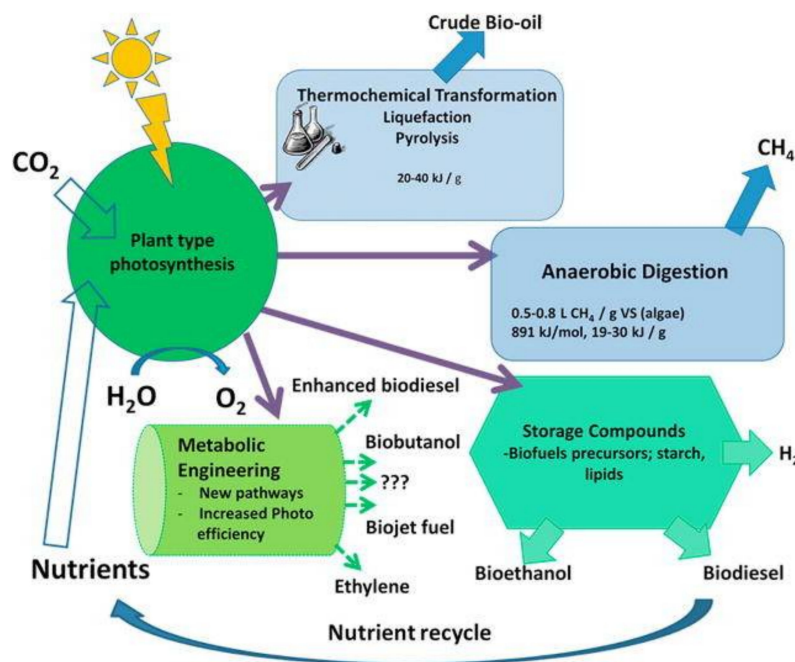 Crude Bio-oil
Thermochemical Transformation
Liquefaction
Pyrolysis
20-40 kJ / g
CO₂
CH₄
Plant type
photosynthesis
Anaerobic Digestion
0.5-0.8 L CH₄ / g VS (algae)
891 kJ/mol, 19-30 kJ / g
H₂O
O₂
Enhanced biodiesel
Metabolic
Engineering
- New pathways
- Increased Photo
efficiency
Biobutanol
???
Biojet fuel
Ethylene
Storage Compounds
-Biofuels precursors; starch,
lipids
H₂
Bioethanol
Biodiesel
Nutrients
Nutrient recycle